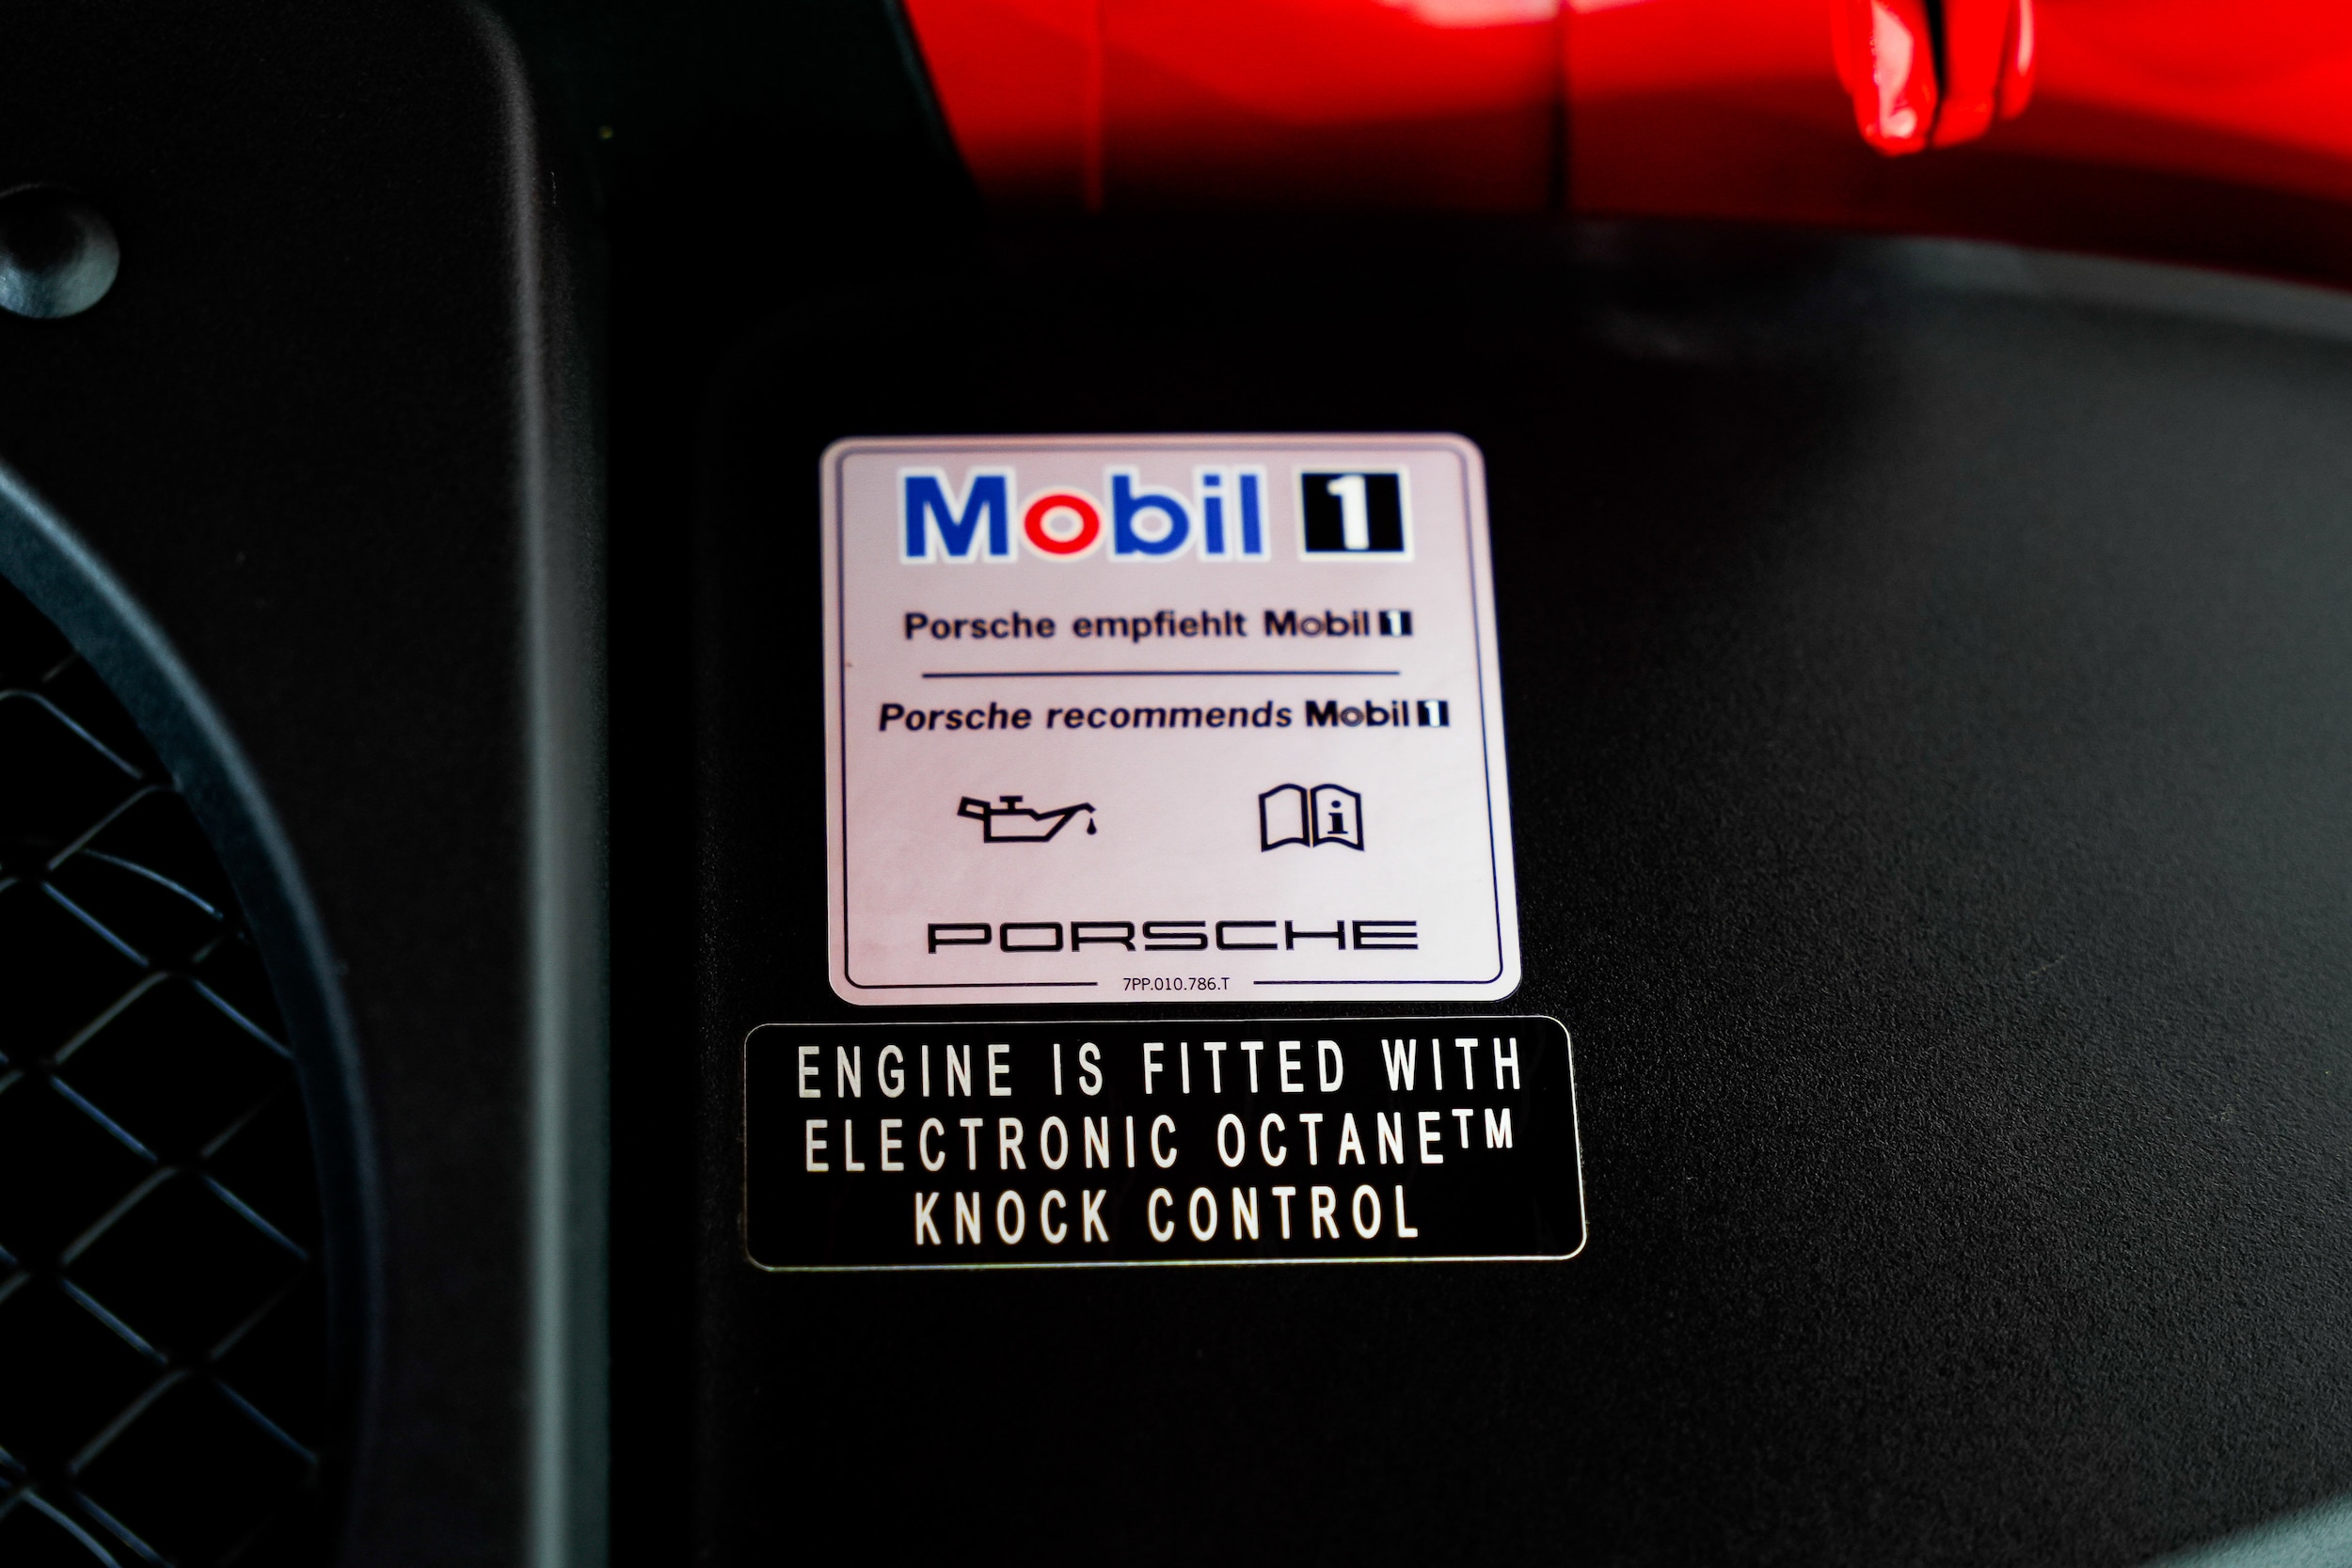 Mobil 1
Porsche empfiehlt Mobil 1
Porsche recommends Mobil 1
i
PORSCHE
7PP.010.786.T
ENGINE IS FITTED WITH
ELECTRONIC OCTANE™
KNOCK CONTROL